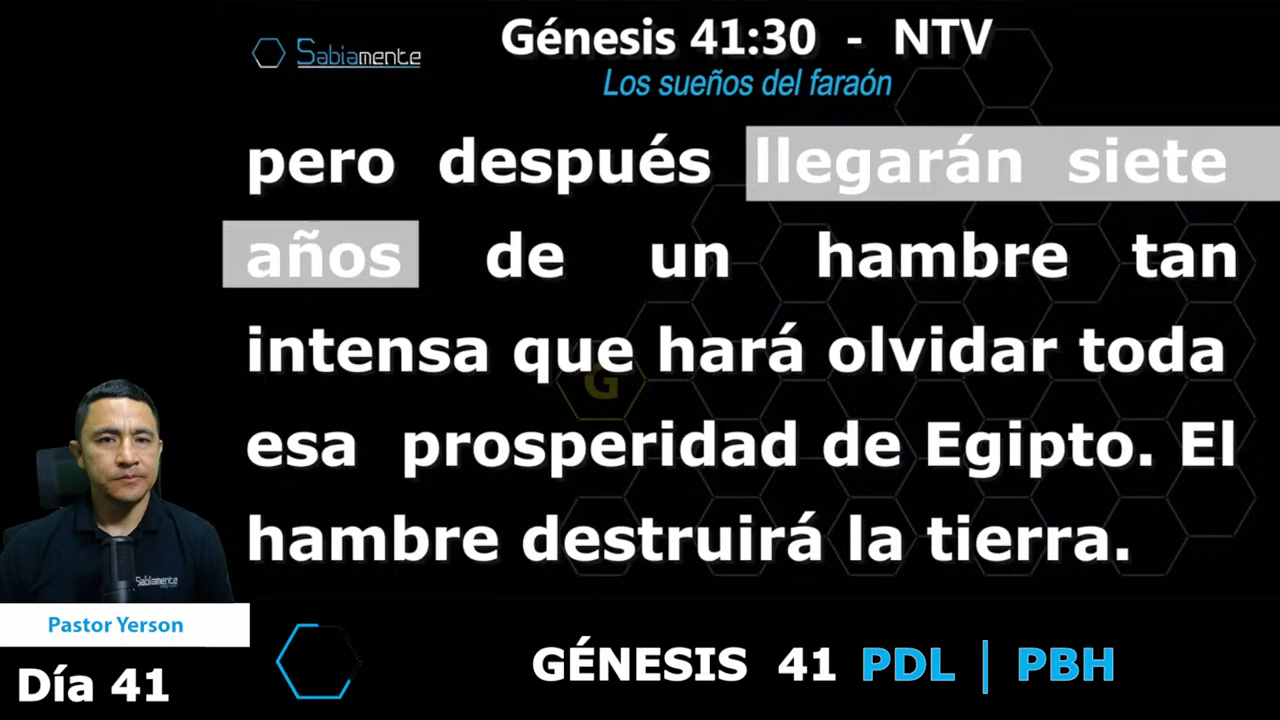 Sabiamente
Génesis 41:30 - NTV
Los sueños del faraón
pero después llegarán siete
años de un hambre tan
intensa que hará olvidar toda
esa prosperidad de Egipto. El
hambre destruirá la tierra.
G
Sabiamente
Pastor Yerson
Día 41
GÉNESIS 41 PDL | PBH